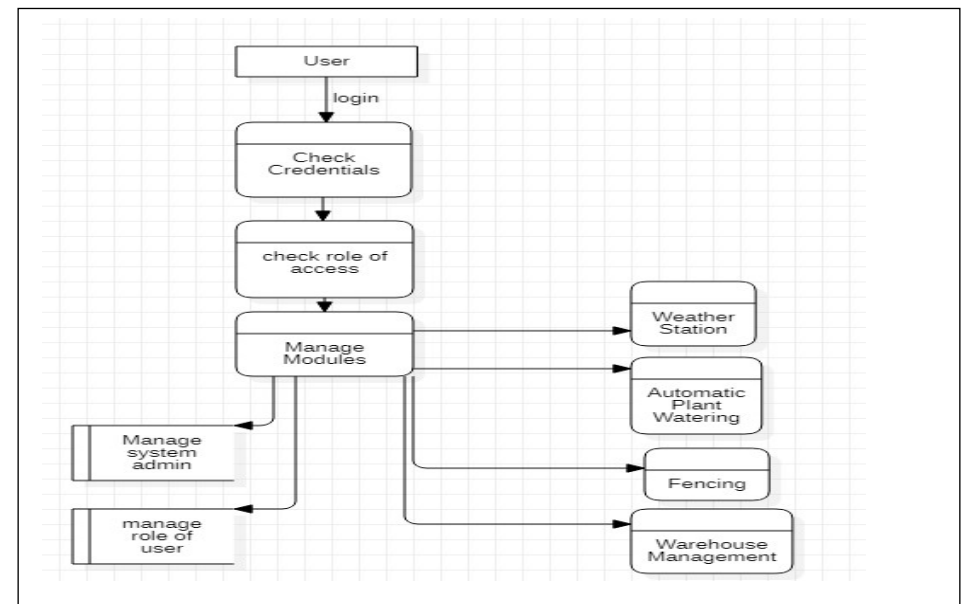 User
login
Check
Credentials
check role of
access
Manage
Modules
Weather
Station
Automatic
Plant
Watering
Manage
system
admin
Fencing
manage
role of
user
Warehouse
Management